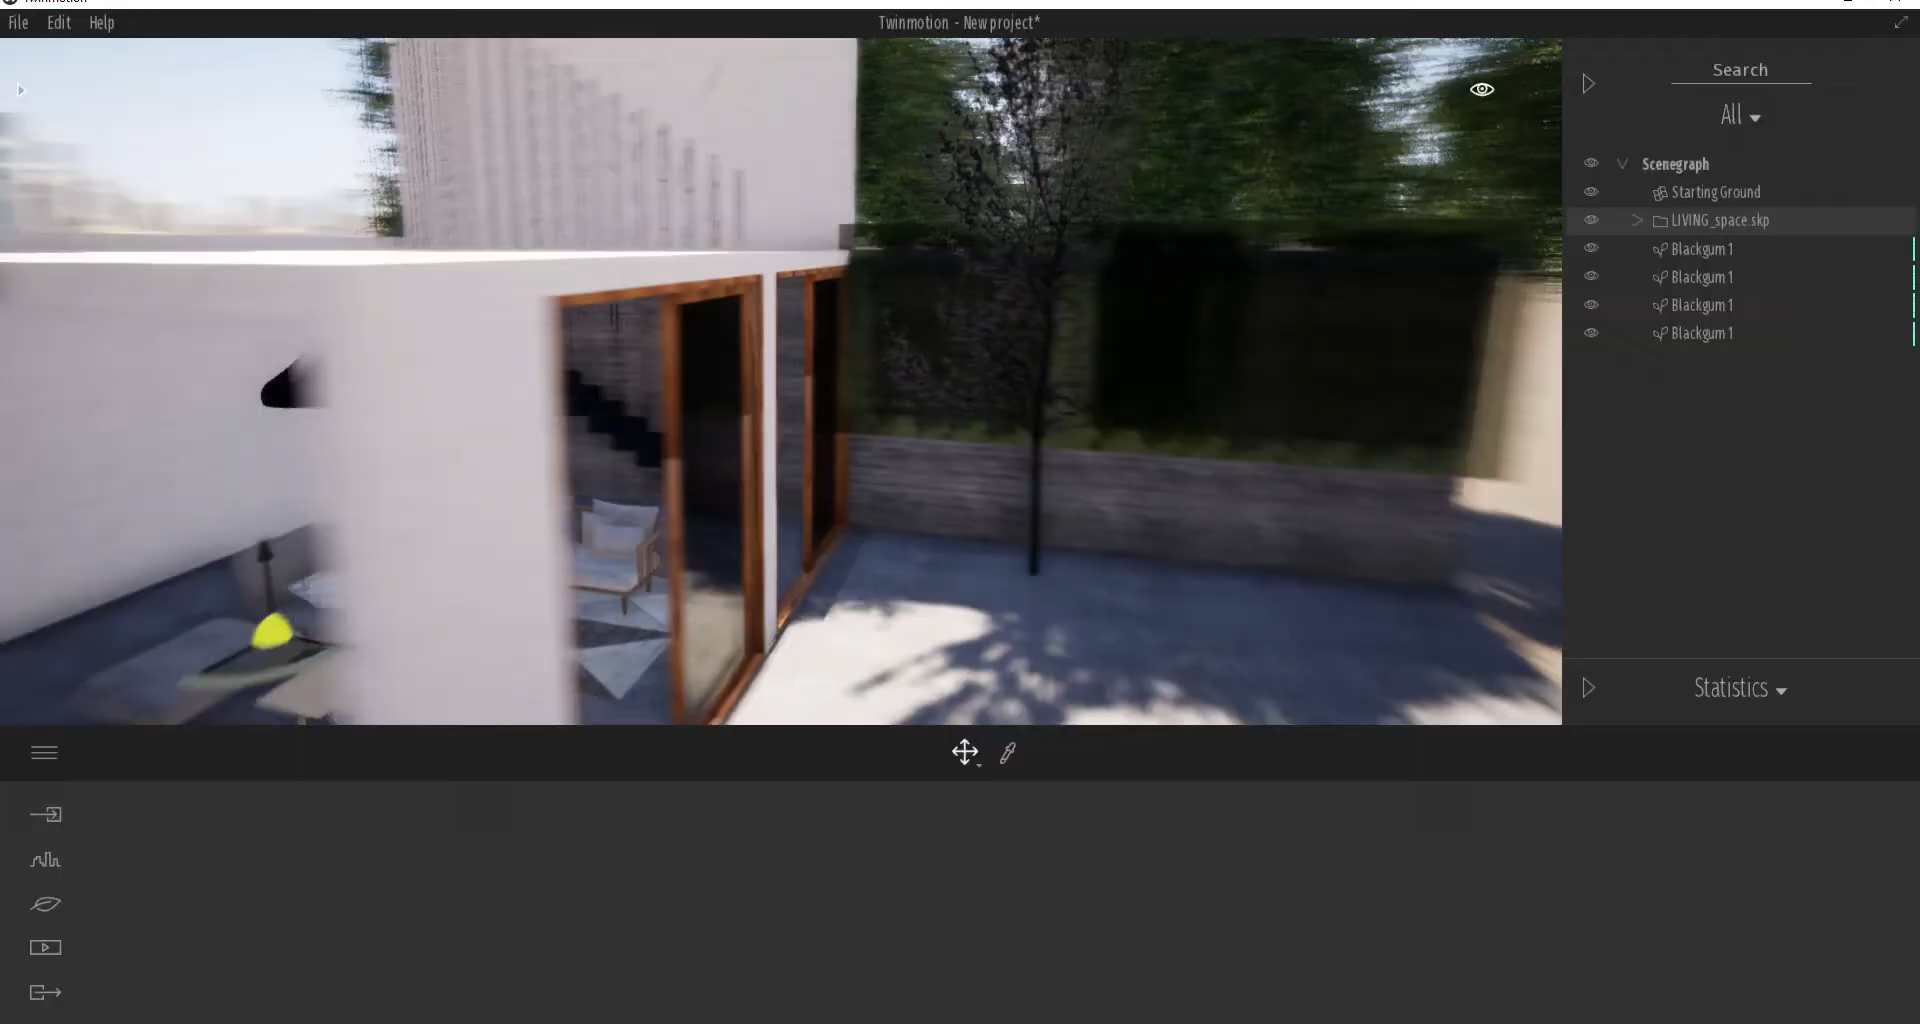 Twinmotion
File Edit Help
Twinmotion - New project*
Search
All
Scenegraph
Starting Ground
LIVING_space.skp
Blackgum 1
Blackgum 1
Blackgum 1
Blackgum 1
Statistics